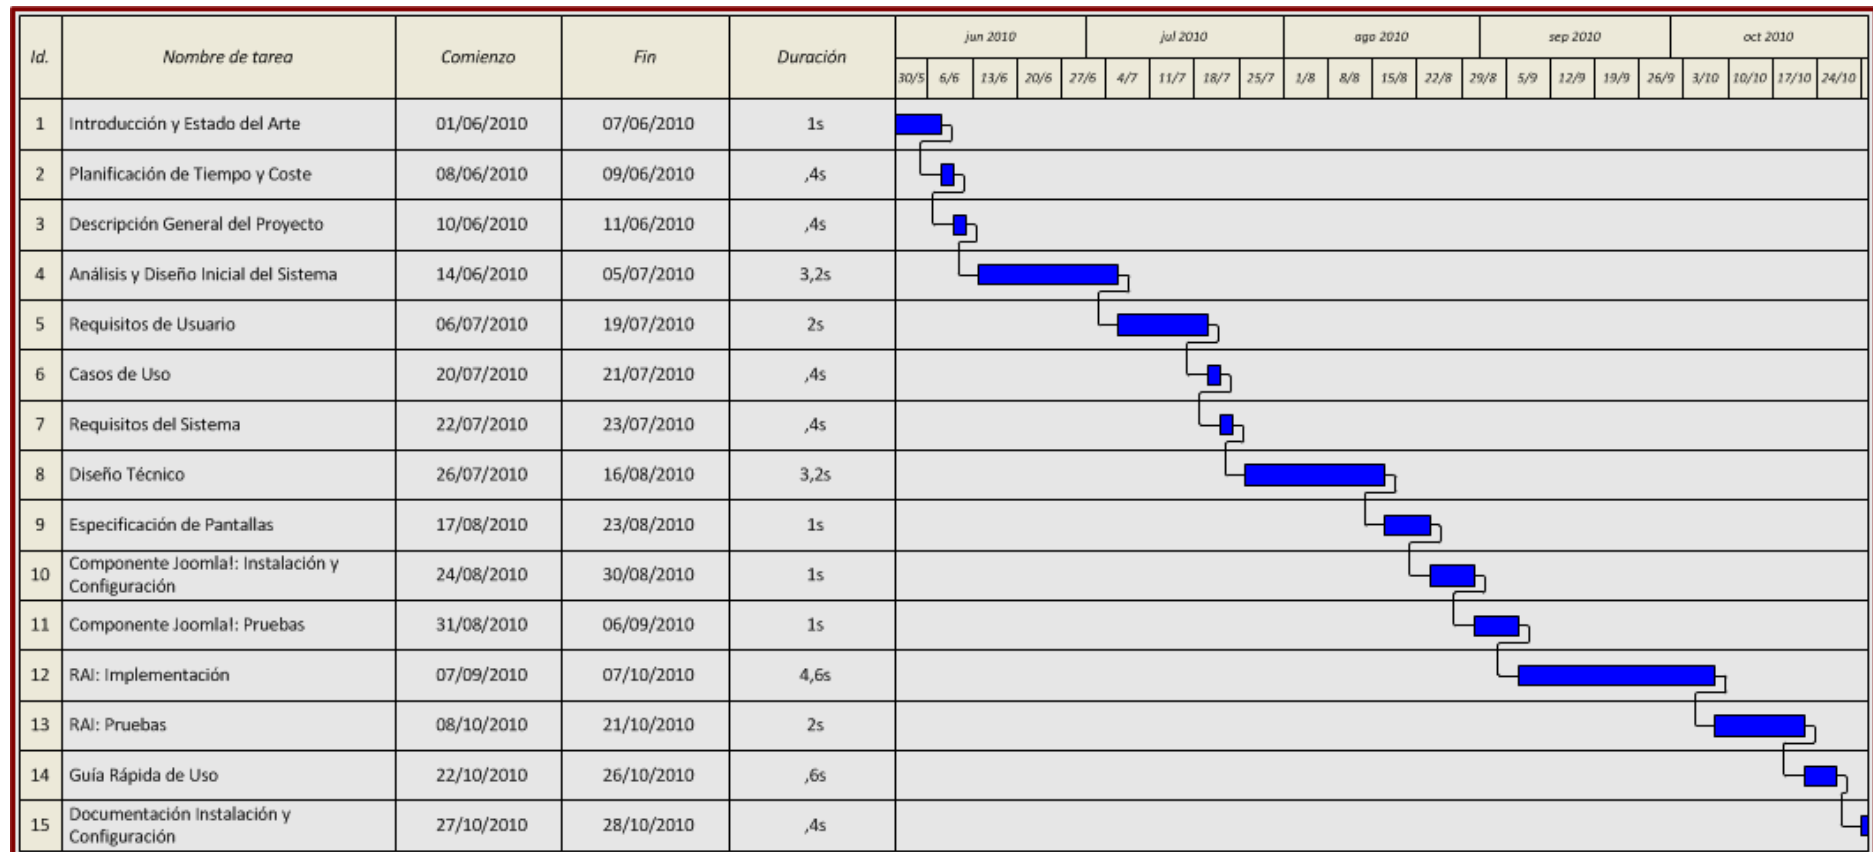 Id. Nombre de tarea Comienzo Fin Duración jun 2010 jul 2010 ago 2010 sep 2010 oct 2010
30/5 6/6 13/6 20/6 27/6 4/7 11/7 18/7 25/7 1/8 8/8 15/8 22/8 29/8 5/9 12/9 19/9 26/9 3/10 10/10 17/10 24/10
1 Introducción y Estado del Arte 01/06/2010 07/06/2010 1s
2 Planificación de Tiempo y Coste 08/06/2010 09/06/2010 ,4s
3 Descripción General del Proyecto 10/06/2010 11/06/2010 ,4s
4 Análisis y Diseño Inicial del Sistema 14/06/2010 05/07/2010 3,2s
5 Requisitos de Usuario 06/07/2010 19/07/2010 2s
6 Casos de Uso 20/07/2010 21/07/2010 ,4s
7 Requisitos del Sistema 22/07/2010 23/07/2010 ,4s
8 Diseño Técnico 26/07/2010 16/08/2010 3,2s
9 Especificación de Pantallas 17/08/2010 23/08/2010 1s
10 Componente Joomla!: Instalación y
Configuración 24/08/2010 30/08/2010 1s
11 Componente Joomla!: Pruebas 31/08/2010 06/09/2010 1s
12 RAI: Implementación 07/09/2010 07/10/2010 4,6s
13 RAI: Pruebas 08/10/2010 21/10/2010 2s
14 Guía Rápida de Uso 22/10/2010 26/10/2010 ,6s
15 Documentación Instalación y
Configuración 27/10/2010 28/10/2010 ,4s